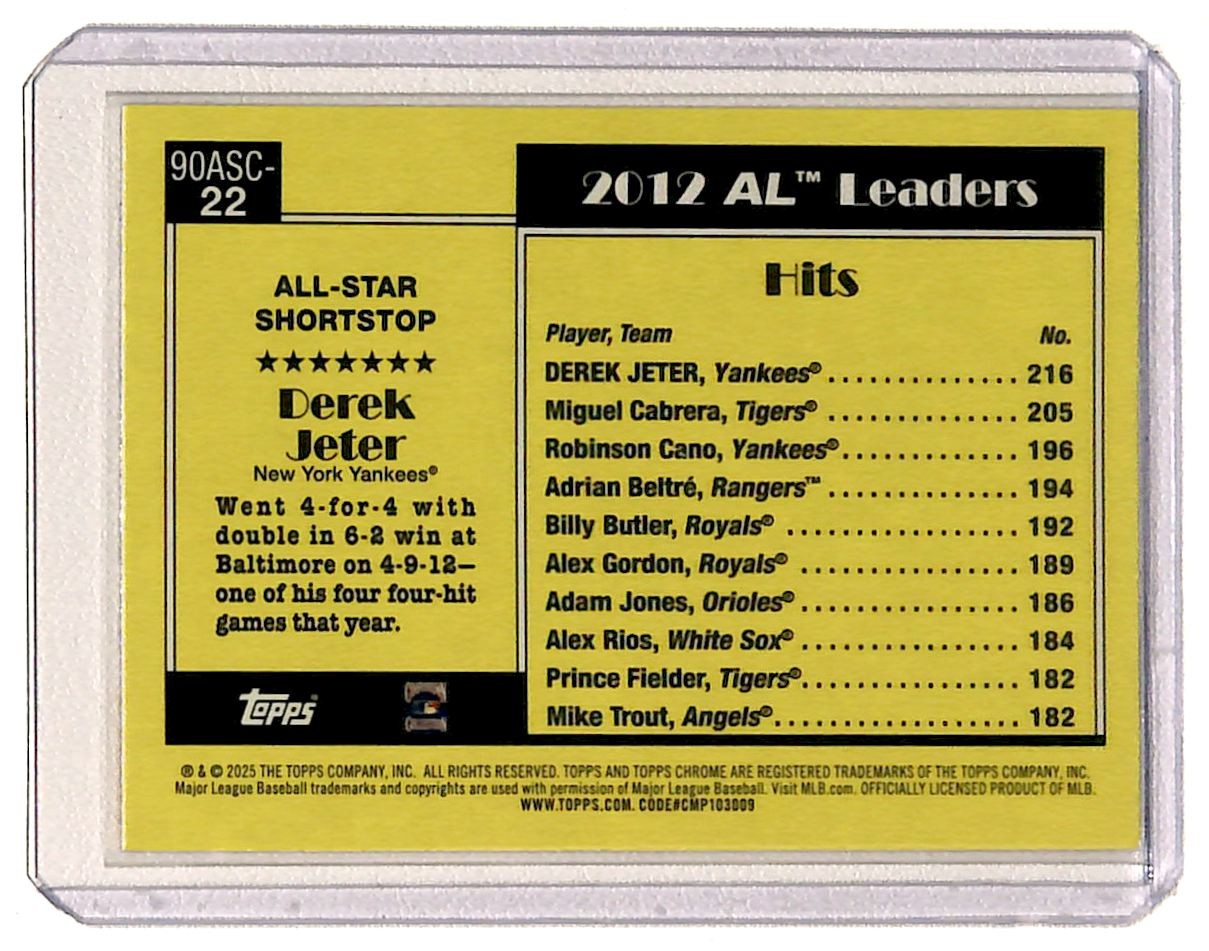 90ASC-
22
ALL-STAR
SHORTSTOP
★★★★★★★
Derek
Jeter
New York Yankees®
Went 4-for-4 with
double in 6-2 win at
Baltimore on 4-9-12—
one of his four four-hit
games that year.
Topps®
2012 AL™ Leaders
Hits
Player, Team No.
DEREK JETER, Yankees® .............. 216
Miguel Cabrera, Tigers® .............. 205
Robinson Cano, Yankees® ............. 196
Adrian Beltré, Rangers™ .............. 194
Billy Butler, Royals® ................. 192
Alex Gordon, Royals® ................ 189
Adam Jones, Orioles® ................ 186
Alex Rios, White Sox® ................ 184
Prince Fielder, Tigers® ................ 182
Mike Trout, Angels® .................. 182
® & © 2025 THE TOPPS COMPANY, INC. ALL RIGHTS RESERVED. TOPPS AND TOPPS CHROME ARE REGISTERED TRADEMARKS OF THE TOPPS COMPANY, INC.
Major League Baseball trademarks and copyrights are used with permission of Major League Baseball. Visit MLB.com. OFFICIALLY LICENSED PRODUCT OF MLB.
WWW.TOPPS.COM. CODE#CMP103009